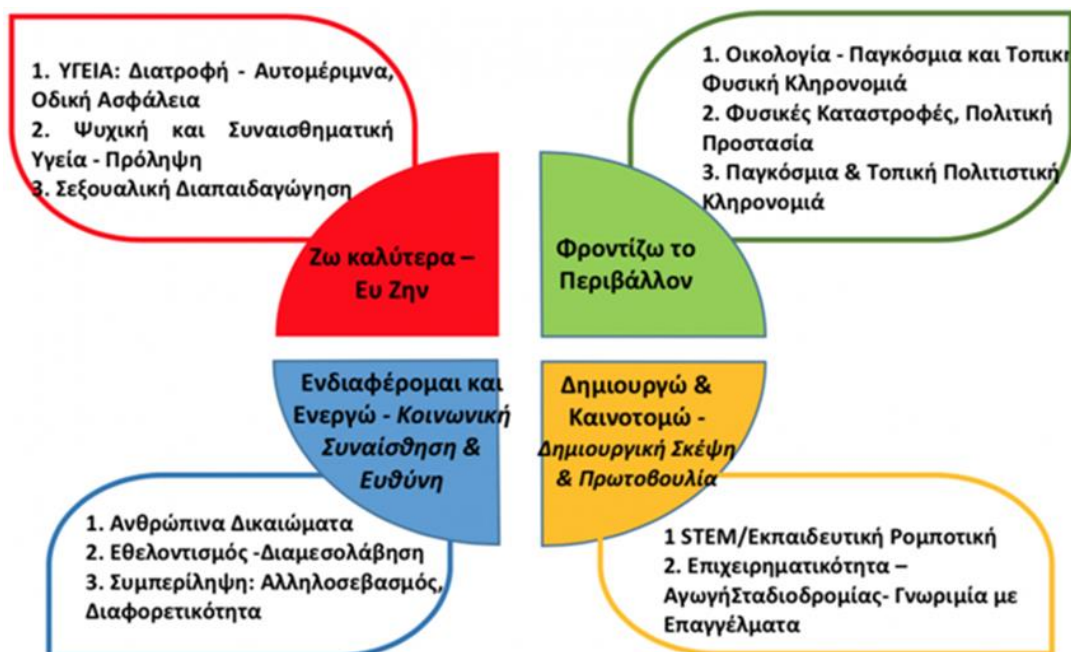 1. ΥΓΕΙΑ: Διατροφή - Αυτομέριμνα,
Οδική Ασφάλεια
2. Ψυχική και Συναισθηματική
Υγεία - Πρόληψη
3. Σεξουαλική Διαπαιδαγώγηση
1. Οικολογία - Παγκόσμια και Τοπική
Φυσική Κληρονομιά
2. Φυσικές Καταστροφές, Πολιτική
Προστασία
3. Παγκόσμια & Τοπική Πολιτιστική
Κληρονομιά
Ζω καλύτερα –
Ευ Ζην
Φροντίζω το
Περιβάλλον
Ενδιαφέρομαι και
Ενεργώ - Κοινωνική
Συναίσθηση &
Ευθύνη
Δημιουργώ &
Καινοτομώ -
Δημιουργική Σκέψη
& Πρωτοβουλία
1. Ανθρώπινα Δικαιώματα
2. Εθελοντισμός -Διαμεσολάβηση
3. Συμπερίληψη: Αλληλοσεβασμός,
Διαφορετικότητα
1 STEM/Εκπαιδευτική Ρομποτική
2. Επιχειρηματικότητα –
ΑγωγήΣταδιοδρομίας- Γνωριμία με
Επαγγέλματα